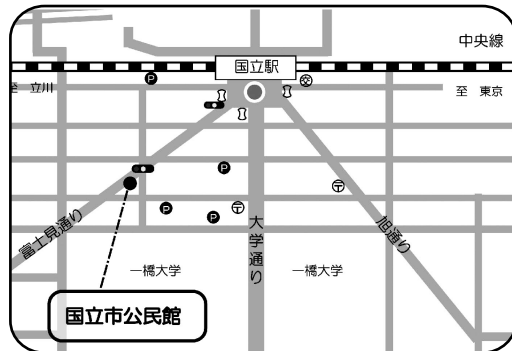 中央線
国立駅
至 立川
至 東京
P
P
P
P
富士見通り
大学通り
旭通り
一橋大学
一橋大学
国立市公民館